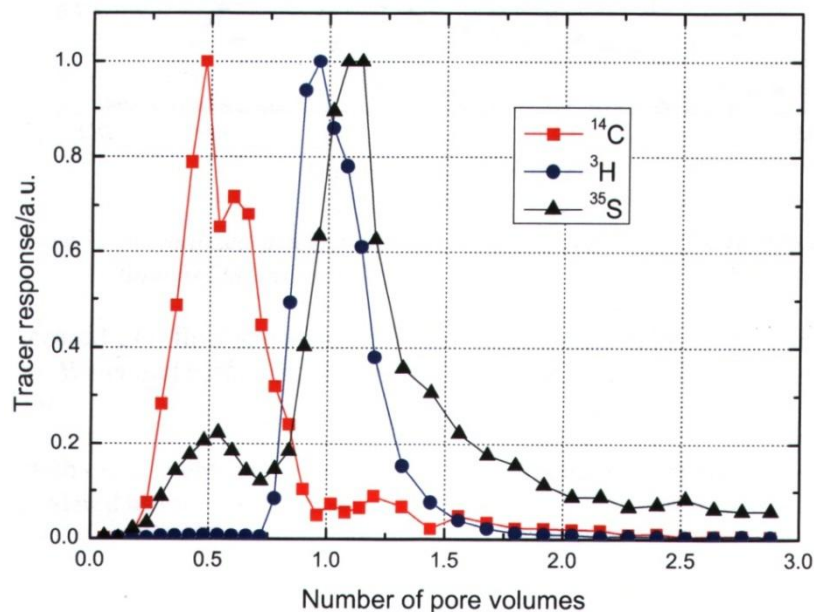 1.0
0.8
0.6
0.4
0.2
0.0
Tracer response/a.u.
¹⁴C
³H
³⁵S
0.0 0.5 1.0 1.5 2.0 2.5 3.0
Number of pore volumes